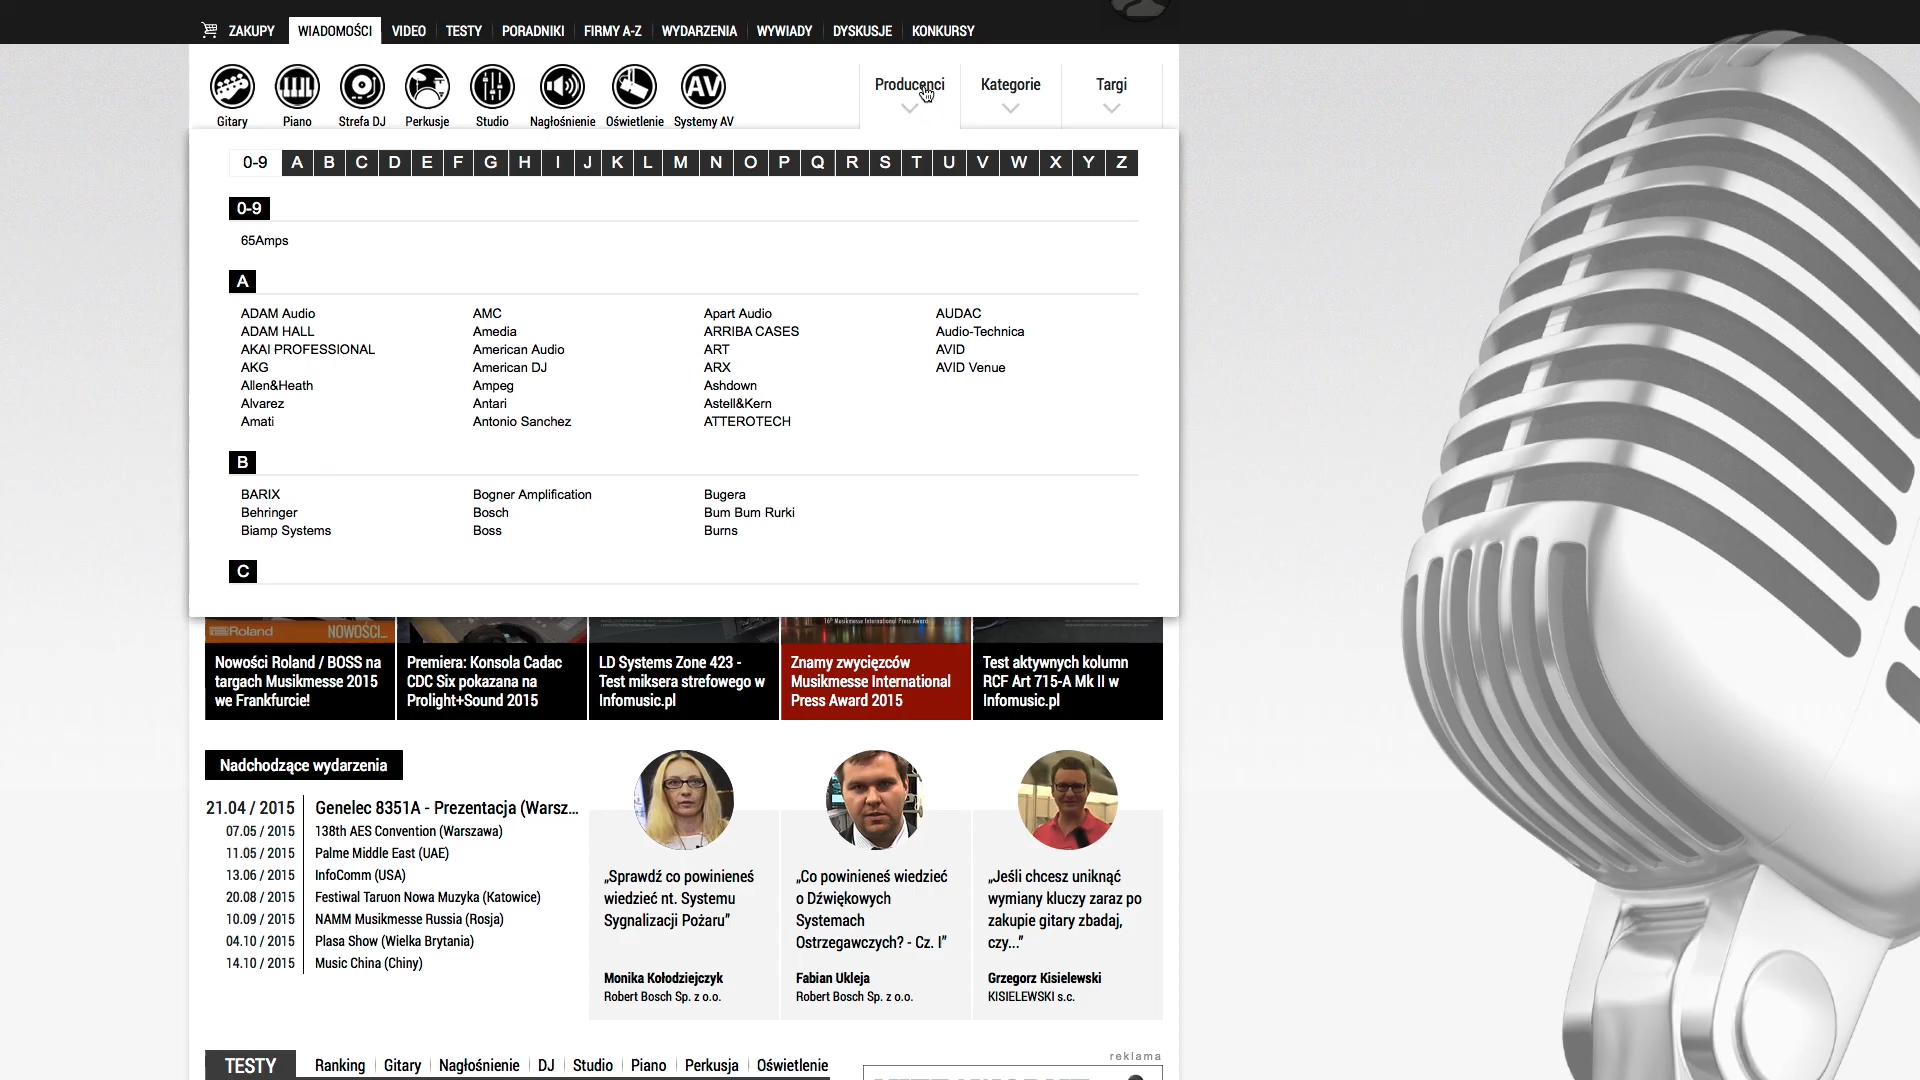 ZAKUPY WIADOMOŚCI VIDEO TESTY PORADNIKI FIRMY A-Z WYDARZENIA WYWIADY DYSKUSJE KONKURSY
AV
Gitary Piano Strefa DJ Perkusje Studio Nagłośnienie Oświetlenie Systemy AV
Producenci Kategorie Targi
0-9 A B C D E F G H I J K L M N O P Q R S T U V W X Y Z
0-9
65Amps
A
ADAM Audio AMC Apart Audio AUDAC
ADAM HALL Amedia ARRIBA CASES Audio-Technica
AKAI PROFESSIONAL American Audio ART AVID
AKG American DJ ARX AVID Venue
Allen&Heath Ampeg Ashdown
Alvarez Antari Astell&Kern
Amati Antonio Sanchez ATTEROTECH
B
BARIX Bogner Amplification Bugera
Behringer Bosch Bum Bum Rurki
Biamp Systems Boss Burns
C
Roland NOWOŚCI...
16th Musikmesse International Press Award
Nowości Roland / BOSS na
targach Musikmesse 2015
we Frankfurcie!
Premiera: Konsola Cadac
CDC Six pokazana na
Prolight+Sound 2015
LD Systems Zone 423 -
Test miksera strefowego w
Infomusic.pl
Znamy zwycięzców
Musikmesse International
Press Award 2015
Test aktywnych kolumn
RCF Art 715-A Mk II w
Infomusic.pl
Nadchodzące wydarzenia
21.04 / 2015 Genelec 8351A - Prezentacja (Warsz...
07.05 / 2015 138th AES Convention (Warszawa)
11.05 / 2015 Palme Middle East (UAE)
13.06 / 2015 InfoComm (USA)
20.08 / 2015 Festiwal Tauron Nowa Muzyka (Katowice)
10.09 / 2015 NAMM Musikmesse Russia (Rosja)
04.10 / 2015 Plasa Show (Wielka Brytania)
14.10 / 2015 Music China (Chiny)
„Sprawdź co powinieneś
wiedzieć nt. Systemu
Sygnalizacji Pożaru”
Monika Kołodziejczyk
Robert Bosch Sp. z o.o.
„Co powinieneś wiedzieć
o Dźwiękowych
Systemach
Ostrzegawczych? - Cz. I”
Fabian Ukleja
Robert Bosch Sp. z o.o.
„Jeśli chcesz uniknąć
wymiany kluczy zaraz po
zakupie gitary zbadaj,
czy...”
Grzegorz Kisielewski
KISIELEWSKI s.c.
TESTY Ranking Gitary Nagłośnienie DJ Studio Piano Perkusja Oświetlenie
reklama